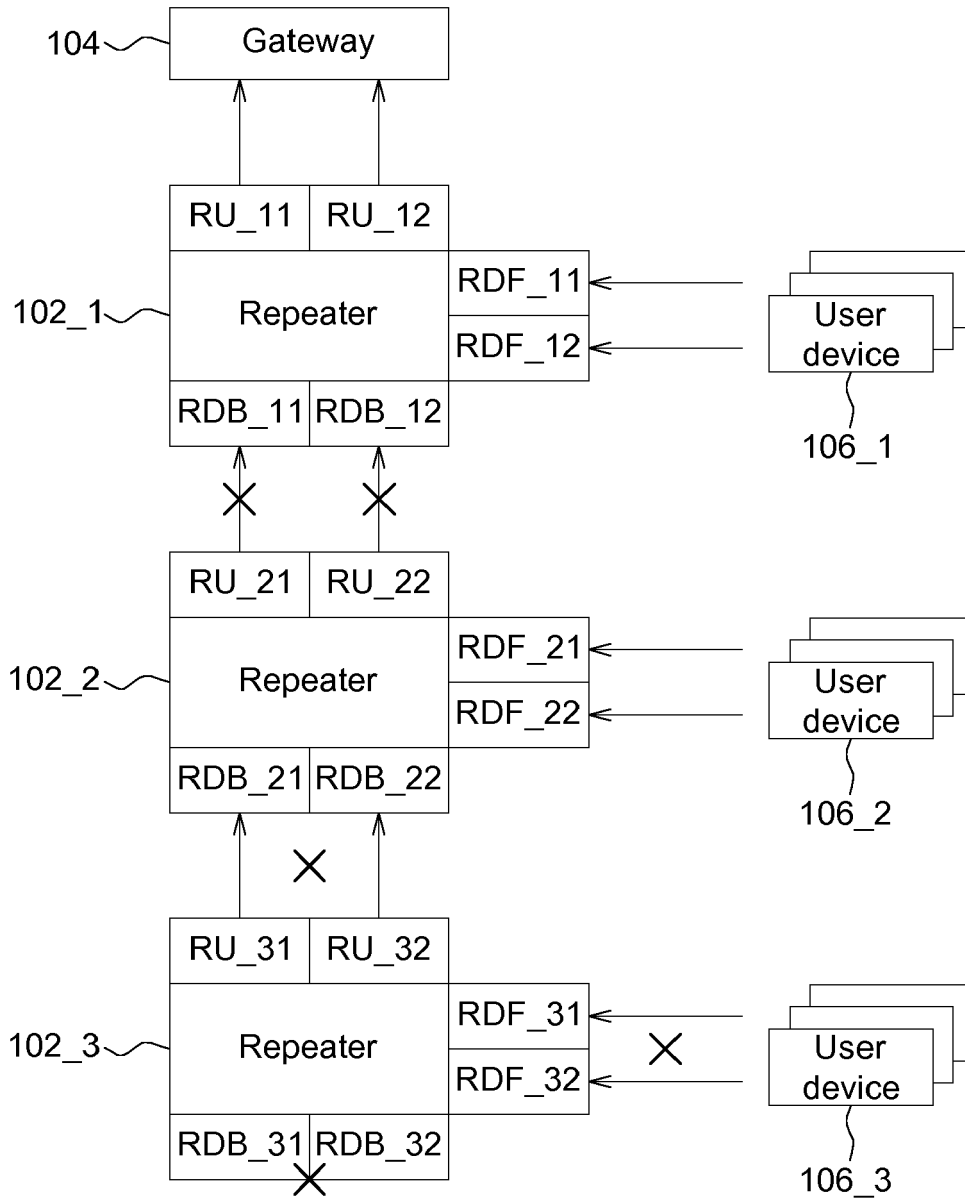 104
Gateway
RU_11
RU_12
102_1
Repeater
RDF_11
RDF_12
User
device
106_1
RDB_11
RDB_12
RU_21
RU_22
102_2
Repeater
RDF_21
RDF_22
User
device
106_2
RDB_21
RDB_22
RU_31
RU_32
102_3
Repeater
RDF_31
RDF_32
User
device
106_3
RDB_31
RDB_32